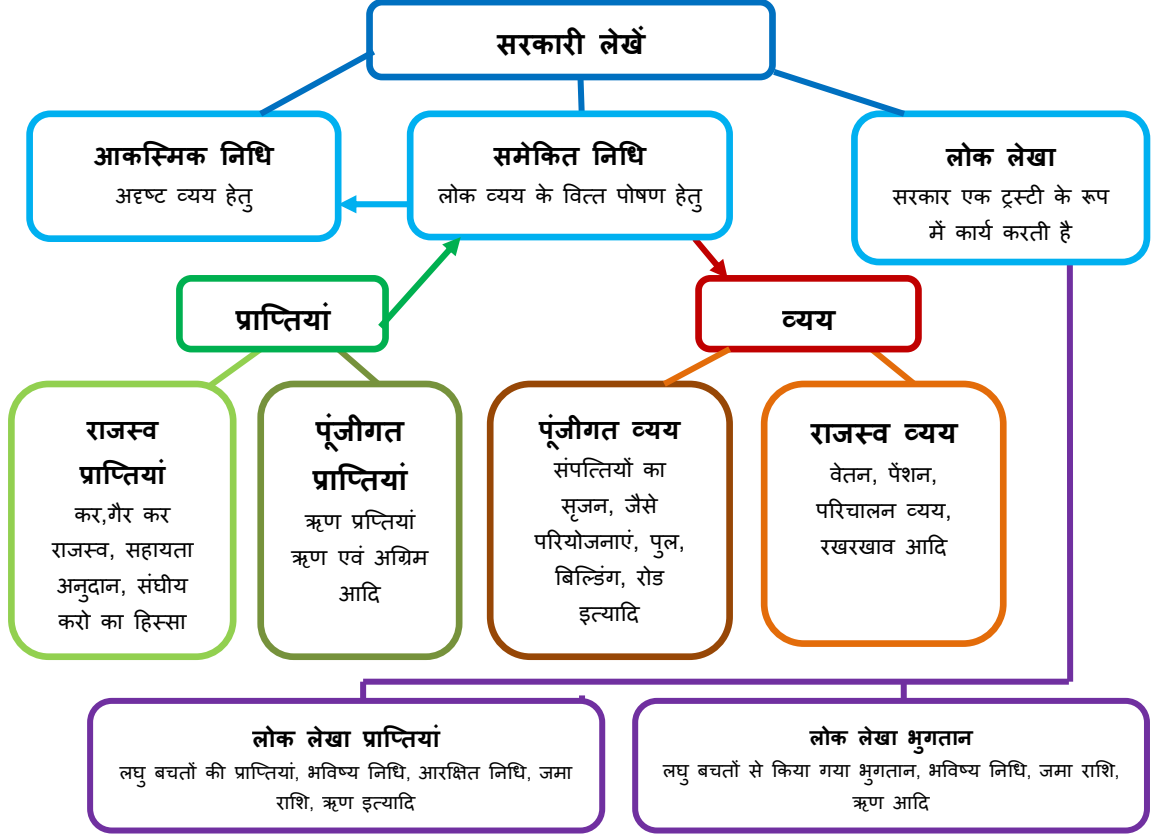 सरकारी लेखें
आकस्मिक निधि
अदृष्ट व्यय हेतु
समेकित निधि
लोक व्यय के वित्त पोषण हेतु
लोक लेखा
सरकार एक ट्रस्टी के रूप
में कार्य करती है
प्राप्तियां
व्यय
राजस्व
प्राप्तियां
कर,गैर कर
राजस्व, सहायता
अनुदान, संघीय
करो का हिस्सा
पूंजीगत
प्राप्तियां
ऋण प्रप्तियां
ऋण एवं अग्रिम
आदि
पूंजीगत व्यय
संपत्तियों का
सृजन, जैसे
परियोजनाएं, पुल,
बिल्डिंग, रोड
इत्यादि
राजस्व व्यय
वेतन, पेंशन,
परिचालन व्यय,
रखरखाव आदि
लोक लेखा प्राप्तियां
लघु बचतों की प्राप्तियां, भविष्य निधि, आरक्षित निधि, जमा
राशि, ऋण इत्यादि
लोक लेखा भुगतान
लघु बचतों से किया गया भुगतान, भविष्य निधि, जमा राशि,
ऋण आदि